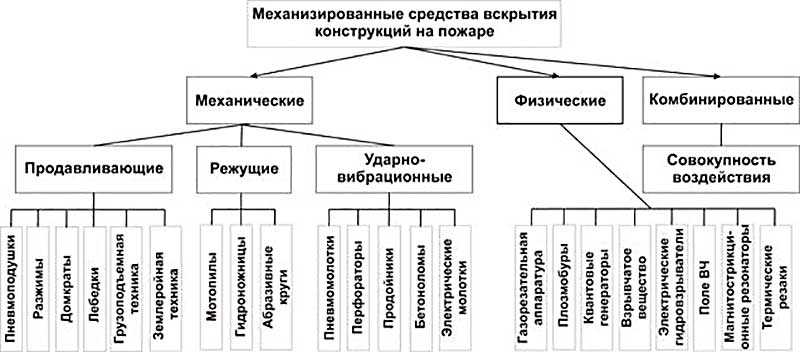 Механизированные средства вскрытия
конструкций на пожаре
Механические
Физические
Комбинированные
Продавливающие
Режущие
Ударно-
вибрационные
Совокупность
воздействия
Пневмоподушки
Разжимы
Домкраты
Лебедки
Грузоподъемная
техника
Землеройная
техника
Мотопилы
Гидроножницы
Абразивные
круги
Пневмомолотки
Перфораторы
Продойники
Бетоноломы
Электрические
молотки
Газорезательная
аппаратура
Плозмобуры
Квантовые
генераторы
Взрывчатое
вещество
Электрические
гидровзрыватели
Поле ВЧ
Магнитострикци-
онные резонаторы
Термические
резаки